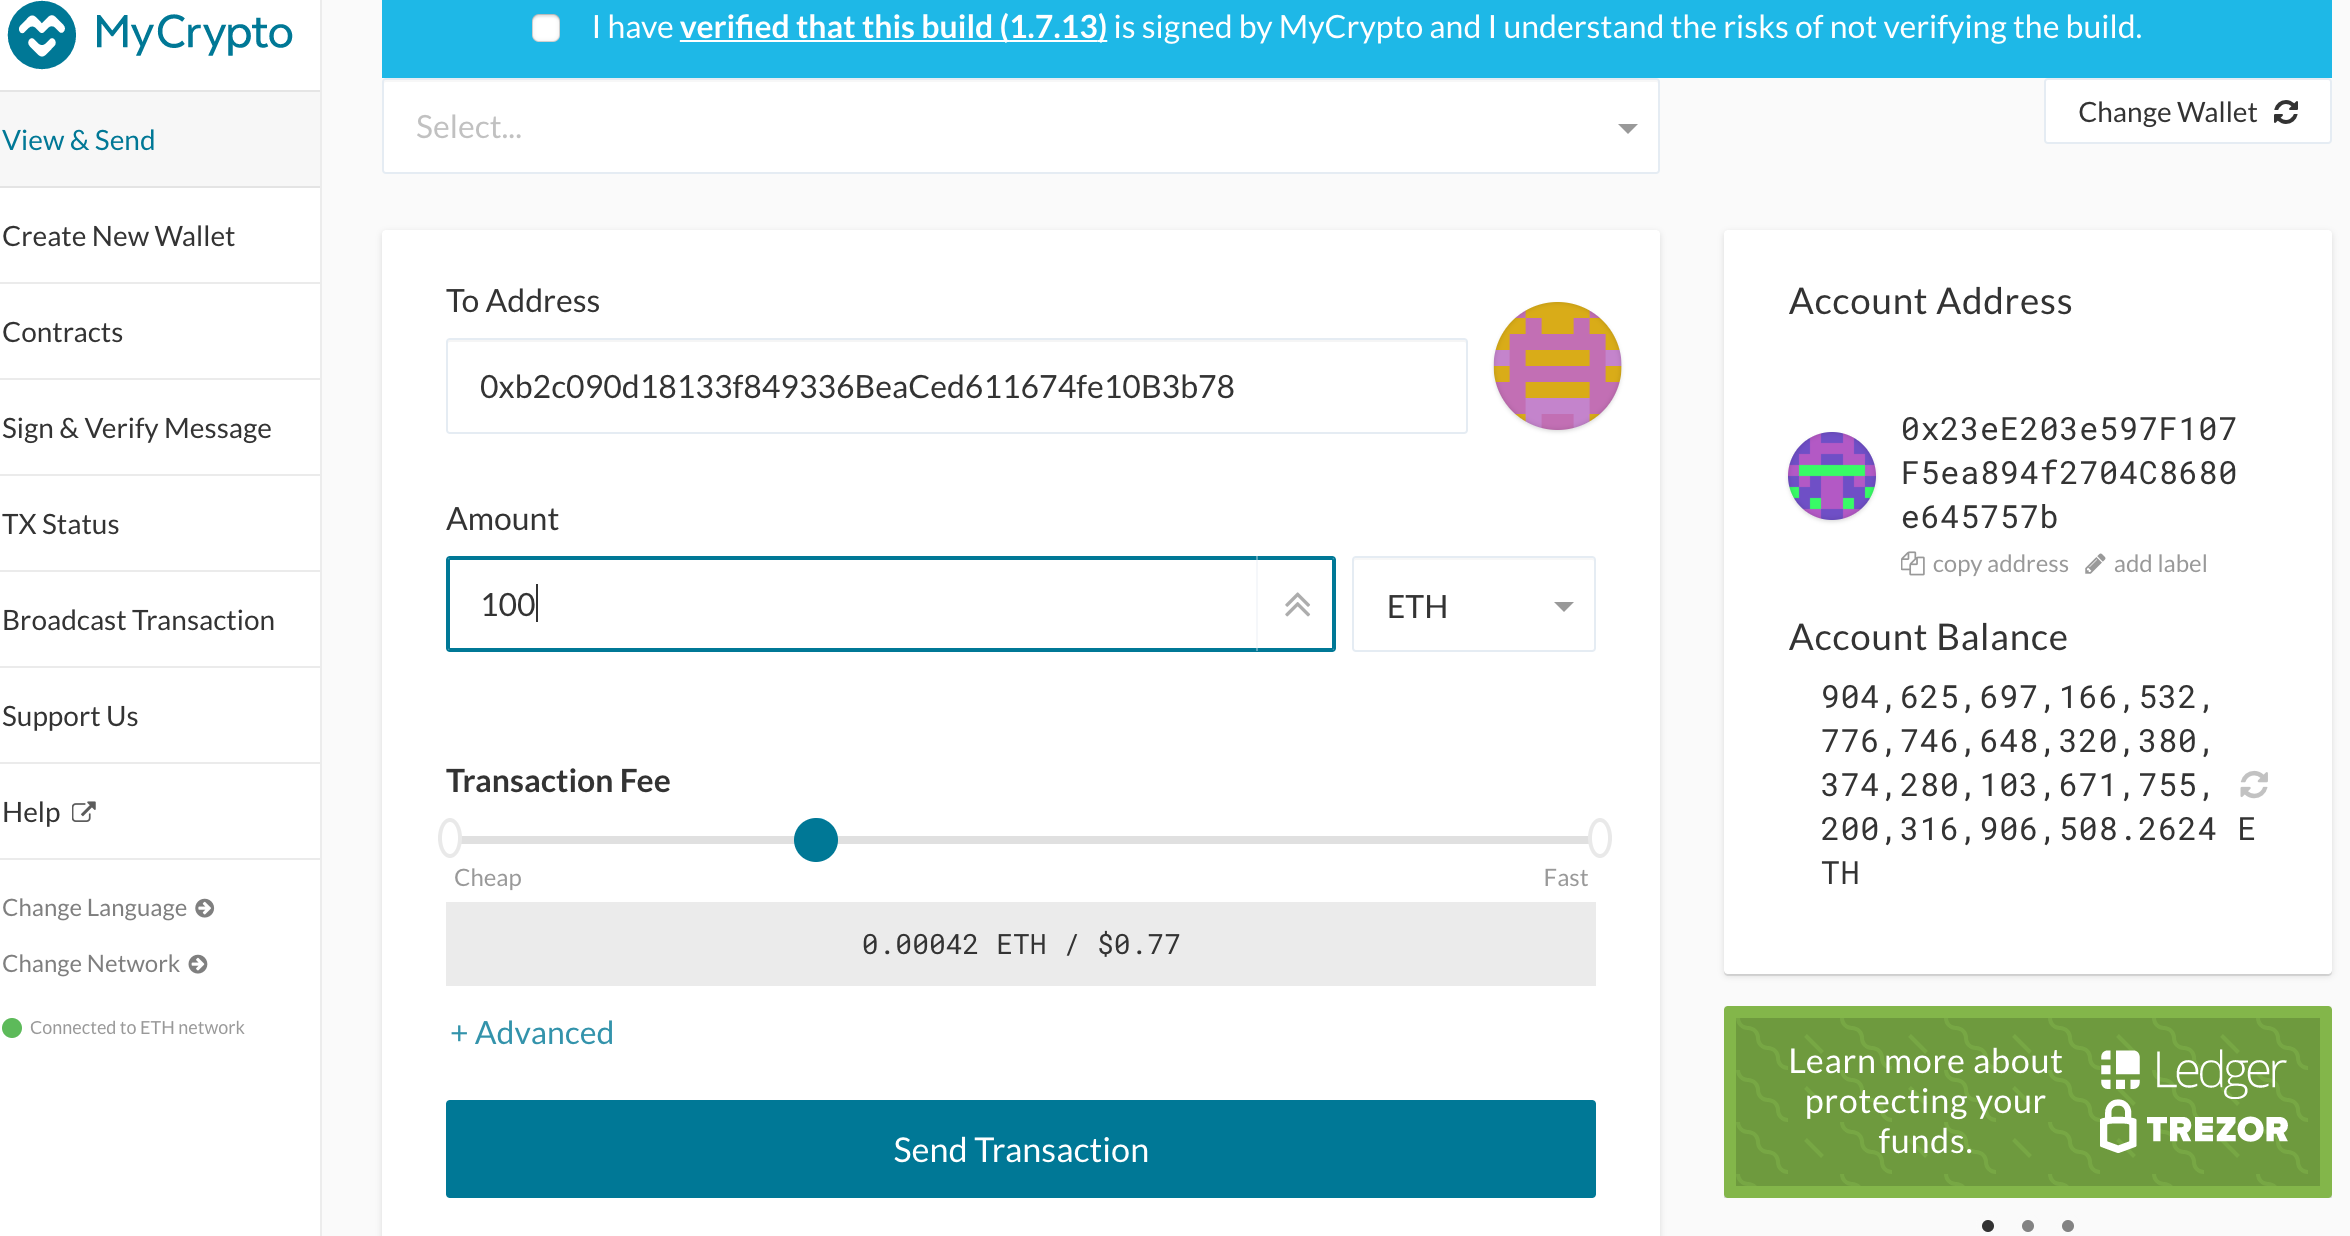 MyCrypto
I have verified that this build (1.7.13) is signed by MyCrypto and I understand the risks of not verifying the build.
View & Send
Create New Wallet
Contracts
Sign & Verify Message
TX Status
Broadcast Transaction
Support Us
Help
Change Language
Change Network
Connected to ETH network
Select...
Change Wallet
To Address
0xb2c090d18133f849336BeaCed611674fe10B3b78
Amount
100
ETH
Transaction Fee
Cheap
Fast
0.00042 ETH / $0.77
+ Advanced
Send Transaction
Account Address
0x23eE203e597F107
F5ea894f2704C8680
e645757b
copy address
add label
Account Balance
904,625,697,166,532,
776,746,648,320,380,
374,280,103,671,755,
200,316,906,508.2624 E
TH
Learn more about
protecting your
funds.
Ledger
TREZOR